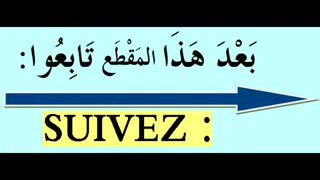 بَعْدَ هَذَا المَقْطَعِ تَابِعُوا:
SUIVEZ :